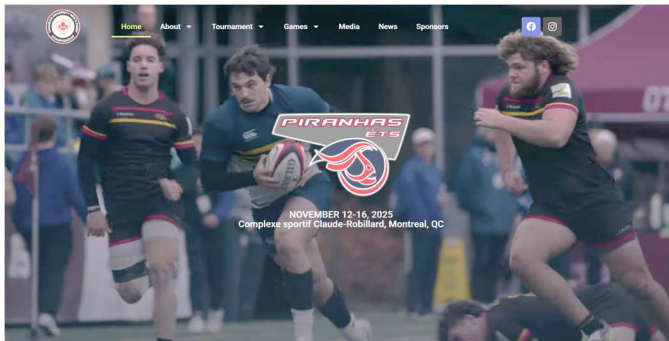 Home
About
Tournament
Games
Media
News
Sponsors
PIRANHAS
ÉTS
NOVEMBER 12-16, 2025
Complexe sportif Claude-Robillard, Montreal, QC
GILBERT